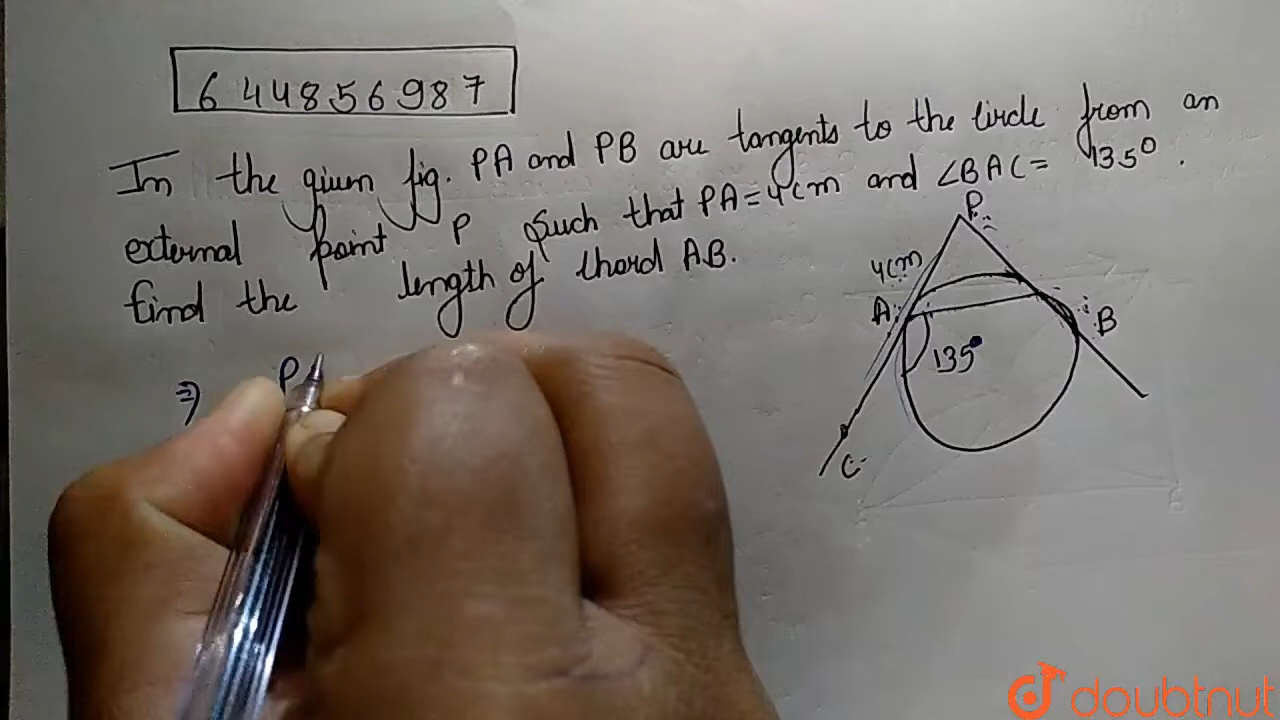 644856987
In the given fig. PA and PB are tangents to the circle from an
external point P such that PA=4cm and ∠BAC= 135°.
find the length of chord AB.
P
4cm
A
B
135°
C
⇒ P
doubtnut